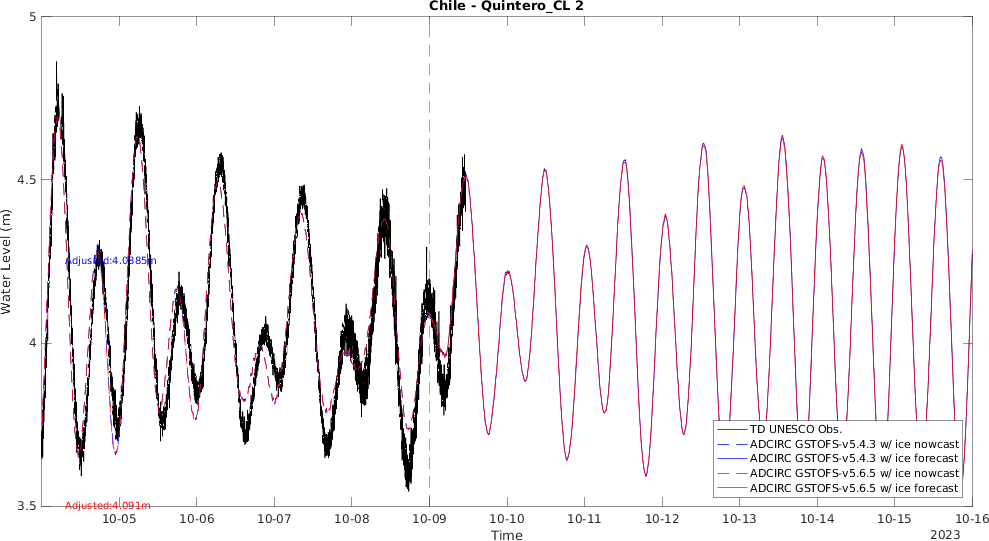 Chile - Quintero_CL 2
5
4.5
4
3.5
Water Level (m)
Adjusted:4.0885m
Adjusted:4.091m
TD UNESCO Obs.
ADCIRC GSTOFS-v5.4.3 w/ ice nowcast
ADCIRC GSTOFS-v5.4.3 w/ ice forecast
ADCIRC GSTOFS-v5.6.5 w/ ice nowcast
ADCIRC GSTOFS-v5.6.5 w/ ice forecast
10-05 10-06 10-07 10-08 10-09 10-10 10-11 10-12 10-13 10-14 10-15 10-16
Time
2023